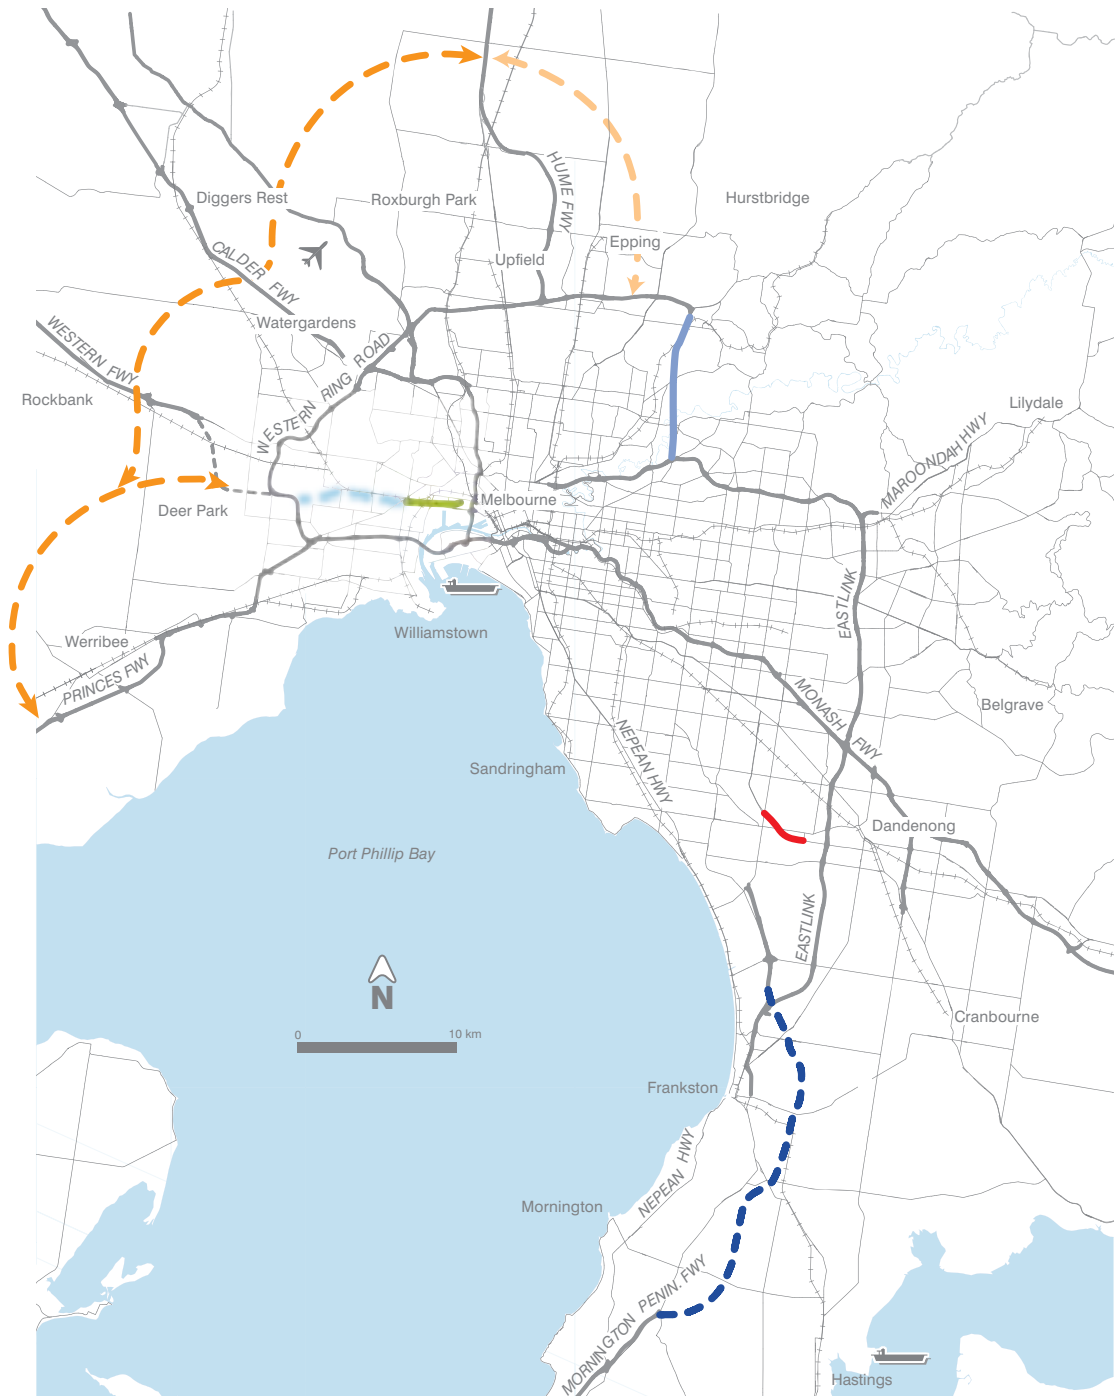 Diggers Rest
Roxburgh Park
HUME FWY
Hurstbridge
Epping
Upfield
CALDER FWY
Watergardens
WESTERN FWY
WESTERN RING ROAD
Rockbank
Lilydale
MAROONDAH HWY
Melbourne
Deer Park
EASTLINK
Williamstown
Werribee
PRINCES FWY
Belgrave
MONASH FWY
NEPEAN HWY
Sandringham
Dandenong
Port Phillip Bay
EASTLINK
N
0 10 km
Cranbourne
Frankston
NEPEAN HWY
Mornington
MORNINGTON PENIN. FWY
Hastings